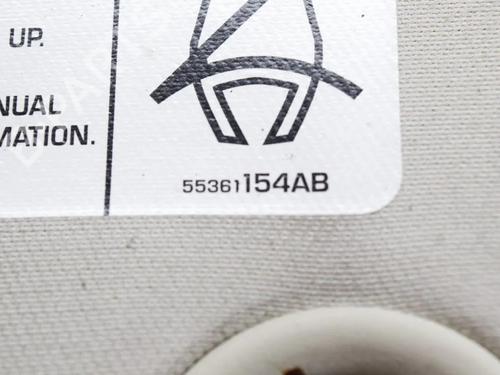 UP.
NUAL
MATION.
55361154AB